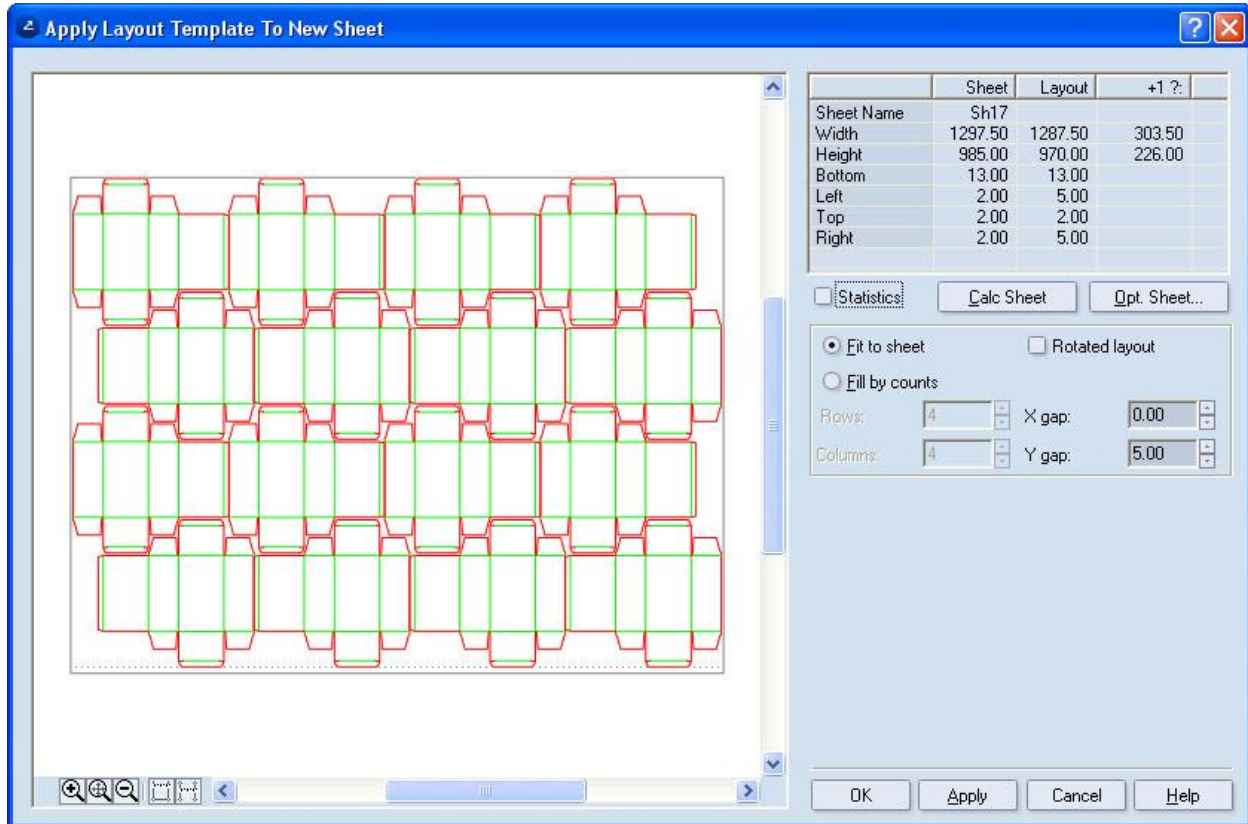 Apply Layout Template To New Sheet
Sheet Layout +1 ?:
Sheet Name Sh17
Width 1297.50 1287.50 303.50
Height 985.00 970.00 226.00
Bottom 13.00 13.00
Left 2.00 5.00
Top 2.00 2.00
Right 2.00 5.00
Statistics Calc Sheet Opt. Sheet...
Fit to sheet Rotated layout
Fill by counts
Rows: 4 X gap: 0.00
Columns: 4 Y gap: 5.00
OK Apply Cancel Help